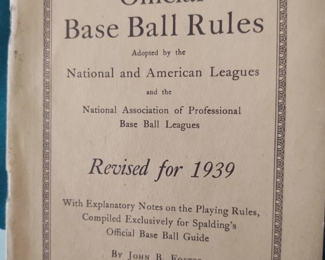 Official
Base Ball Rules
Adopted by the
National and American Leagues
and the
National Association of Professional
Base Ball Leagues
Revised for 1939
With Explanatory Notes on the Playing Rules,
Compiled Exclusively for Spalding's
Official Base Ball Guide
By John B. Foster